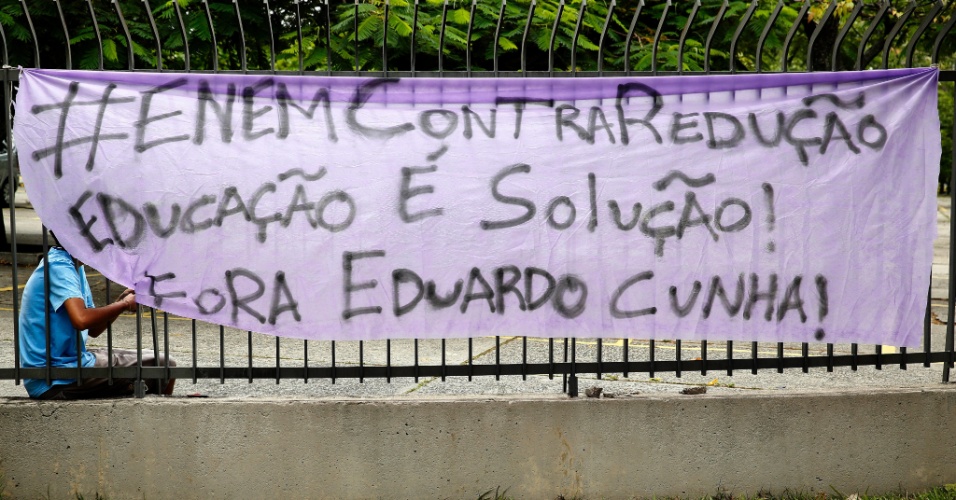 #ENEMCONTRAREDUÇÃO
EDUCAÇÃO É SOLUÇÃO!
FORA EDUARDO CUNHA!